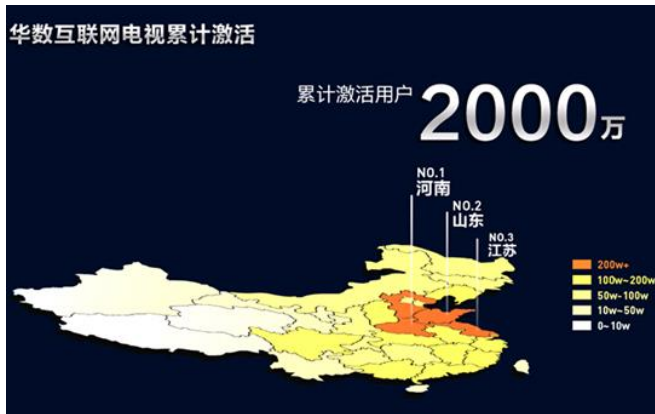 华数互联网电视累计激活
累计激活用户 2000万
NO.1
河南
NO.2
山东
NO.3
江苏
200w+
100w~200w
50w-100w
10w~50w
0~10w